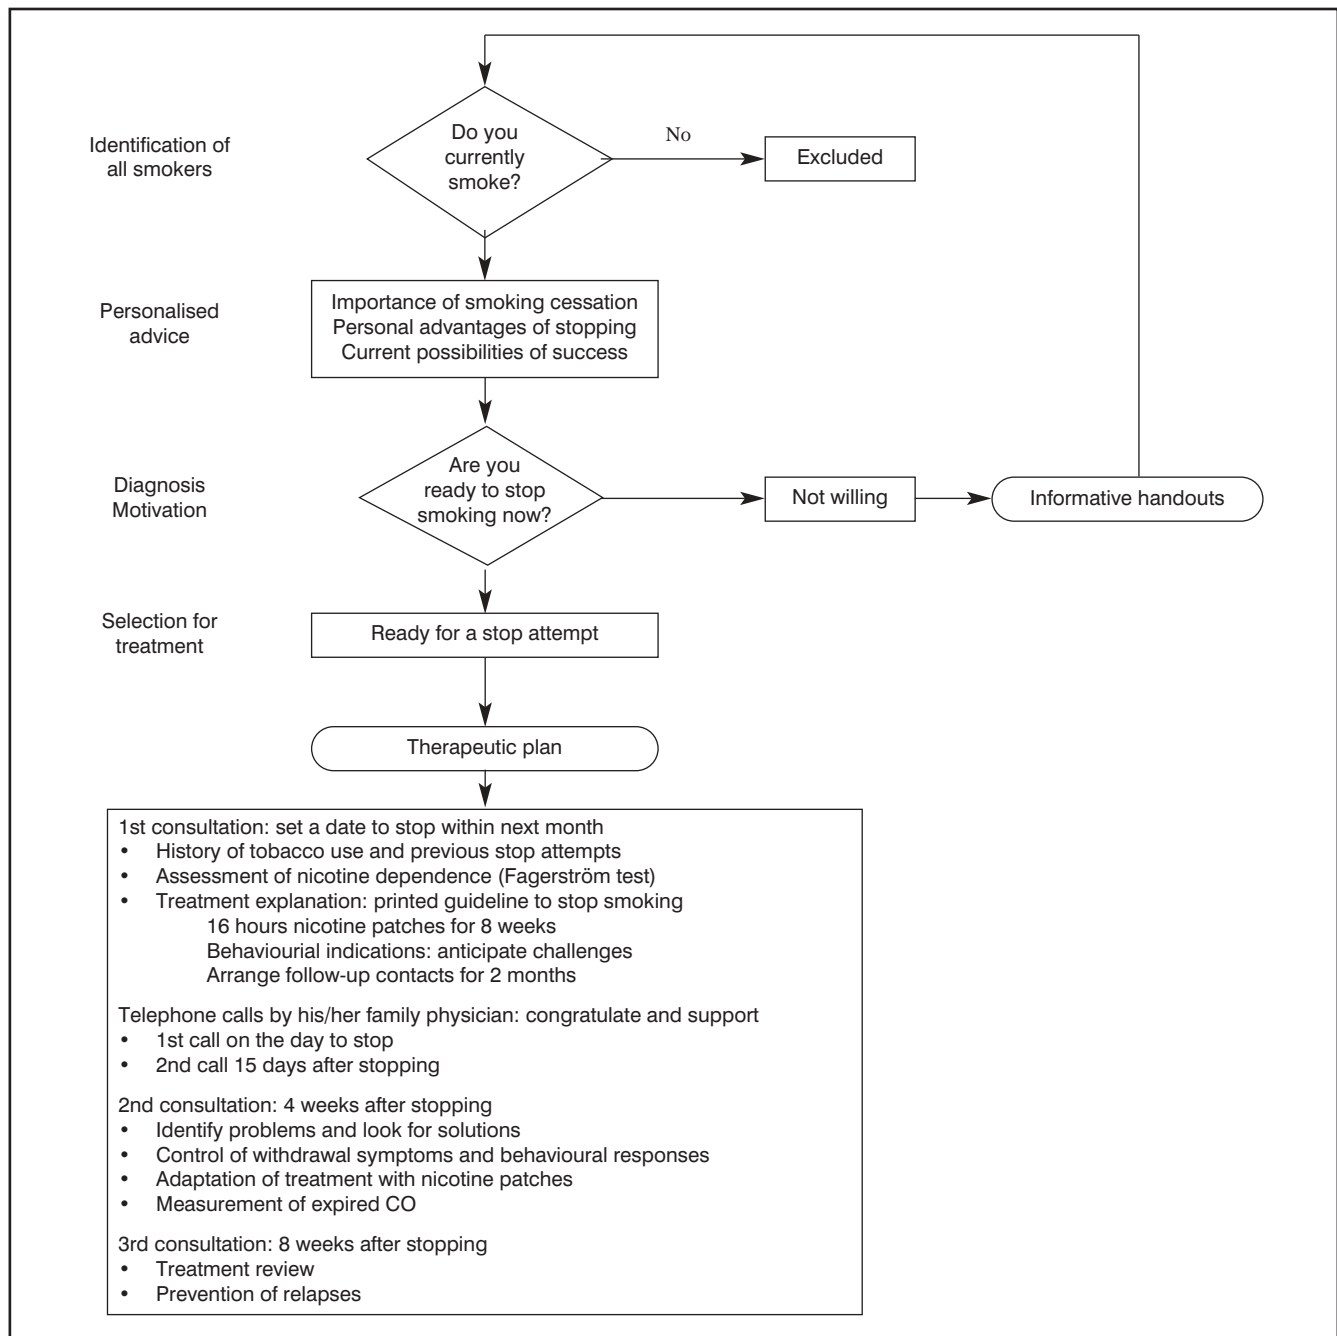 Identification of
all smokers
Do you
currently
smoke?
No
Excluded
Personalised
advice
Importance of smoking cessation
Personal advantages of stopping
Current possibilities of success
Diagnosis
Motivation
Are you
ready to stop
smoking now?
Not willing
Informative handouts
Selection for
treatment
Ready for a stop attempt
Therapeutic plan
1st consultation: set a date to stop within next month
• History of tobacco use and previous stop attempts
• Assessment of nicotine dependence (Fagerström test)
• Treatment explanation: printed guideline to stop smoking
16 hours nicotine patches for 8 weeks
Behaviourial indications: anticipate challenges
Arrange follow-up contacts for 2 months
Telephone calls by his/her family physician: congratulate and support
• 1st call on the day to stop
• 2nd call 15 days after stopping
2nd consultation: 4 weeks after stopping
• Identify problems and look for solutions
• Control of withdrawal symptoms and behavioural responses
• Adaptation of treatment with nicotine patches
• Measurement of expired CO
3rd consultation: 8 weeks after stopping
• Treatment review
• Prevention of relapses